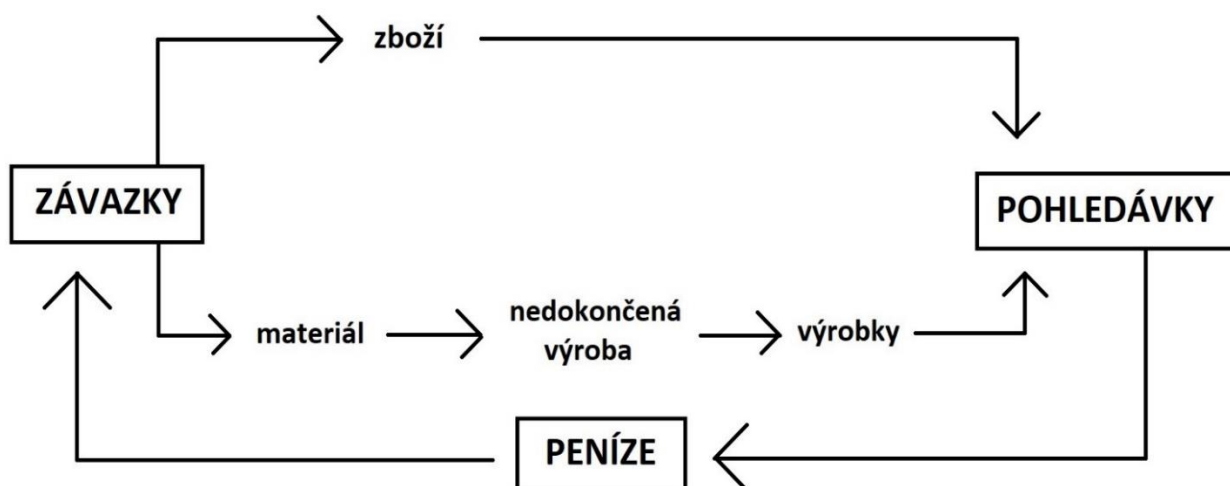 zboží
ZÁVAZKY
POHLEDÁVKY
materiál
nedokončená
výroba
výrobky
PENÍZE